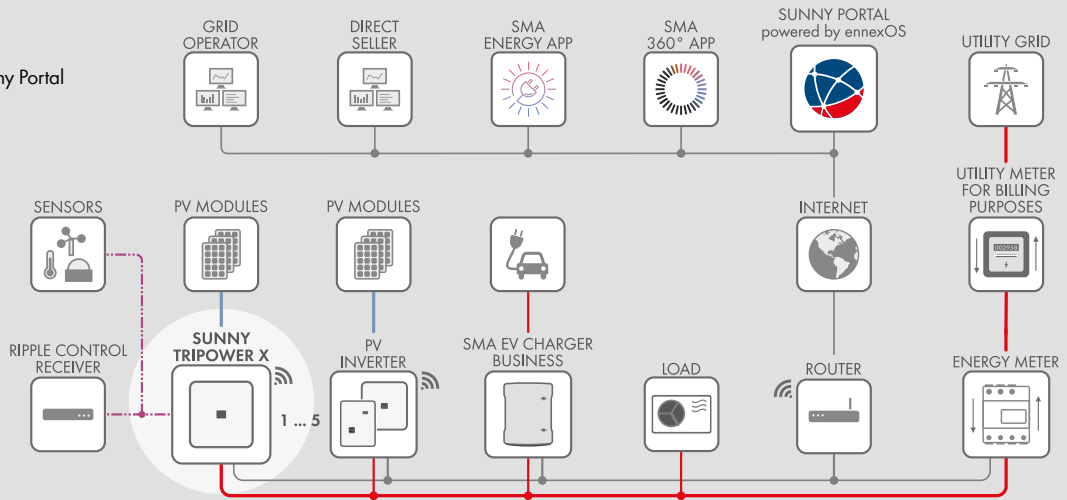 GRID
OPERATOR
DIRECT
SELLER
SMA
ENERGY APP
SMA
360° APP
SUNNY PORTAL
powered by ennexOS
UTILITY GRID
ny Portal
SENSORS
PV MODULES
PV MODULES
INTERNET
UTILITY METER
FOR BILLING
PURPOSES
002938
RIPPLE CONTROL
RECEIVER
SUNNY
TRIPOWER X
1 ... 5
PV
INVERTER
SMA EV CHARGER
BUSINESS
LOAD
ROUTER
ENERGY METER